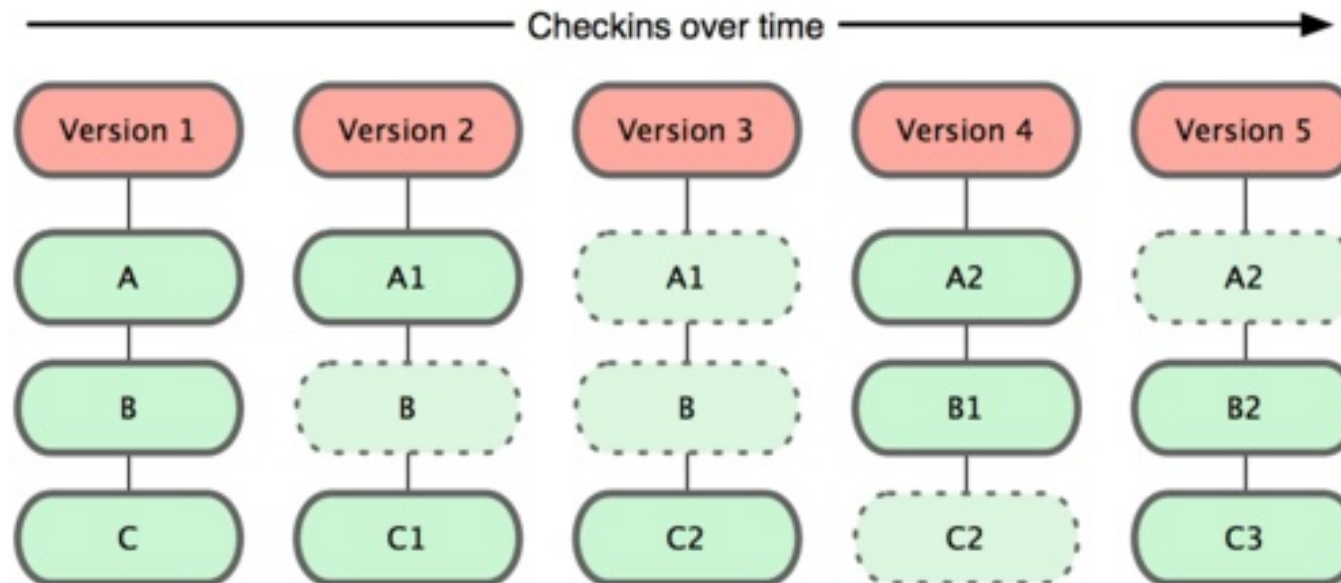 Checkins over time
Version 1 Version 2 Version 3 Version 4 Version 5
A A1 A1 A2 A2
B B B B1 B2
C C1 C2 C2 C3